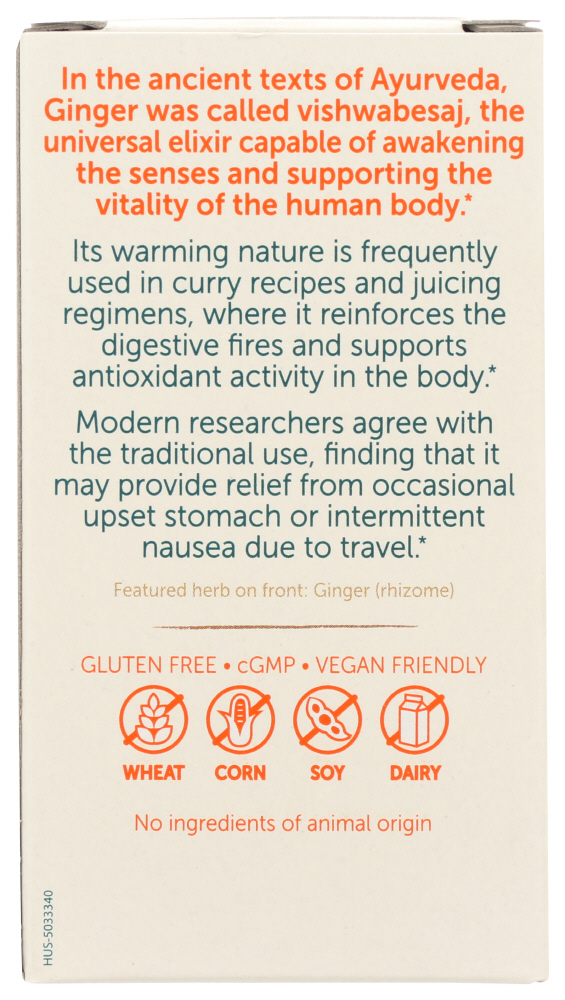 In the ancient texts of Ayurveda,
Ginger was called vishwabesaj, the
universal elixir capable of awakening
the senses and supporting the
vitality of the human body.*
Its warming nature is frequently
used in curry recipes and juicing
regimens, where it reinforces the
digestive fires and supports
antioxidant activity in the body.*
Modern researchers agree with
the traditional use, finding that it
may provide relief from occasional
upset stomach or intermittent
nausea due to travel.*
Featured herb on front: Ginger (rhizome)
GLUTEN FREE • cGMP • VEGAN FRIENDLY
WHEAT CORN SOY DAIRY
No ingredients of animal origin
HUS-5033340